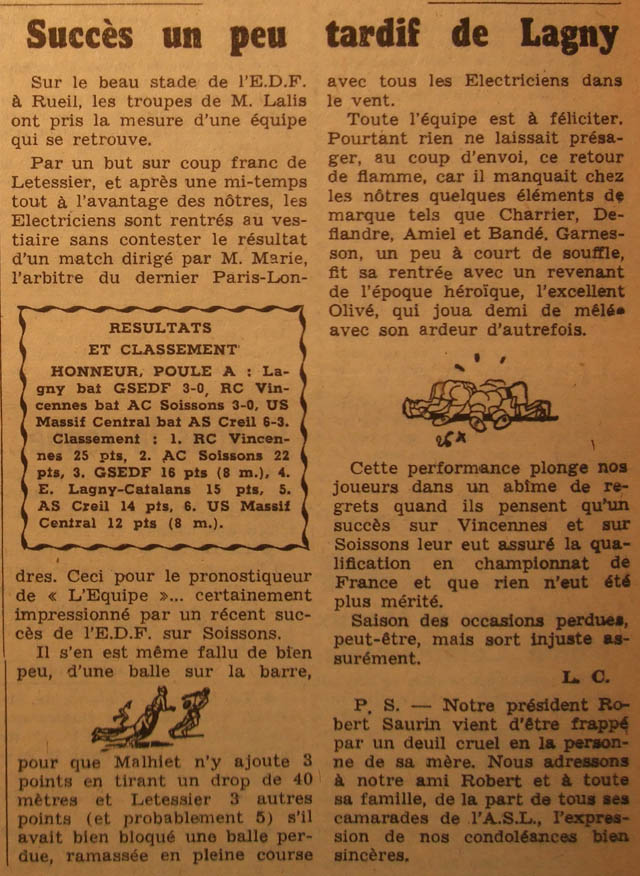 Succès un peu tardif de Lagny
Sur le beau stade de l'E.D.F.
à Rueil, les troupes de M. Lalis
ont pris la mesure d'une équipe
qui se retrouve.
Par un but sur coup franc de
Letessier, et après une mi-temps
tout à l'avantage des nôtres, les
Electriciens sont rentrés au ves-
tiaire sans contester le résultat
d'un match dirigé par M. Marie,
l'arbitre du dernier Paris-Lon-
RESULTATS
ET CLASSEMENT
HONNEUR, POULE A : La-
gny bat GSEDF 3-0, RC Vin-
cennes bat AC Soissons 3-0, US
Massif Central bat AS Creil 6-3.
Classement : 1. RC Vincen-
nes 25 pts, 2. AC Soissons 22
pts, 3. GSEDF 16 pts (8 m.), 4.
E. Lagny-Catalans 15 pts, 5.
AS Creil 14 pts, 6. US Massif
Central 12 pts (8 m.).
dres. Ceci pour le pronostiqueur
de « L'Equipe »... certainement
impressionné par un récent suc-
cès de l'E.D.F. sur Soissons.
Il s'en est même fallu de bien
peu, d'une balle sur la barre,
pour que Malhiet n'y ajoute 3
points en tirant un drop de 40
mètres et Letessier 3 autres
points (et probablement 5) s'il
avait bien bloqué une balle per-
due, ramassée en pleine course
avec tous les Electriciens dans
le vent.
Toute l'équipe est à féliciter.
Pourtant rien ne laissait présa-
ger, au coup d'envoi, ce retour
de flamme, car il manquait chez
les nôtres quelques éléments de
marque tels que Charrier, De-
flandre, Amiel et Bandé. Garnes-
son, un peu à court de souffle,
fit sa rentrée avec un revenant
de l'époque héroïque, l'excellent
Olivé, qui joua demi de mêlée
avec son ardeur d'autrefois.
Cette performance plonge nos
joueurs dans un abîme de re-
grets quand ils pensent qu'un
succès sur Vincennes et sur
Soissons leur eut assuré la qua-
lification en championnat de
France et que rien n'eut été
plus mérité.
Saison des occasions perdues,
peut-être, mais sort injuste as-
surément.
L. C.
P. S. — Notre président Ro-
bert Saurin vient d'être frappé
par un deuil cruel en la person-
ne de sa mère. Nous adressons
à notre ami Robert et à toute
sa famille, de la part de tous ses
camarades de l'A.S.L., l'expres-
sion de nos condoléances bien
sincères.